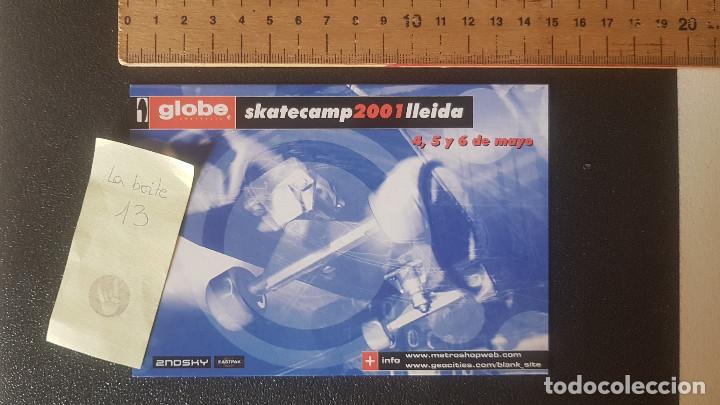 0 1 2 3 4 5 6 7 8 9 10 11 12 13 14 15 16 17 18 19 20
globe
AUSTRALIA
skatecamp2001lleida
4, 5 y 6 de mayo
La boite
13
2NDSKY
EASTPAK
+ info
www.metroshopweb.com
www.geocities.com/blank_site
todocoleccion